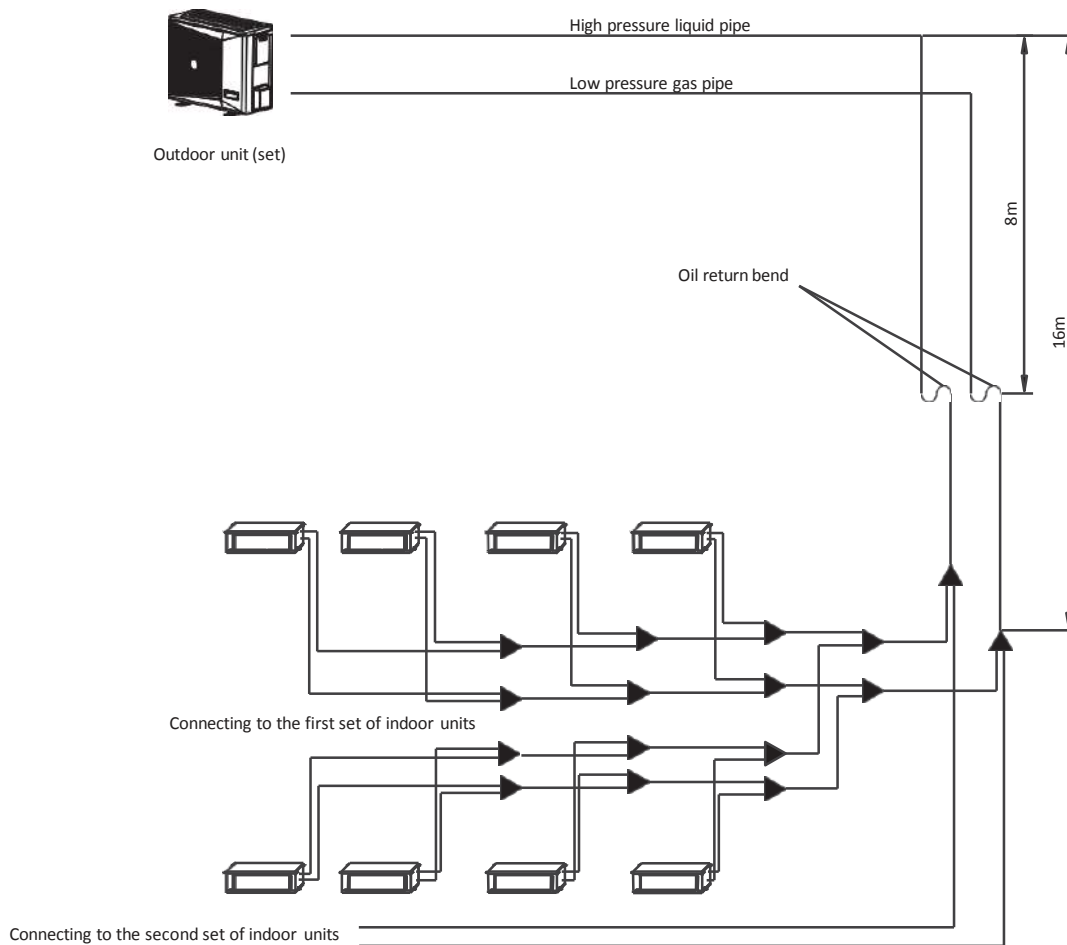 High pressure liquid pipe
Low pressure gas pipe
Outdoor unit (set)
8m
Oil return bend
16m
Connecting to the first set of indoor units
Connecting to the second set of indoor units